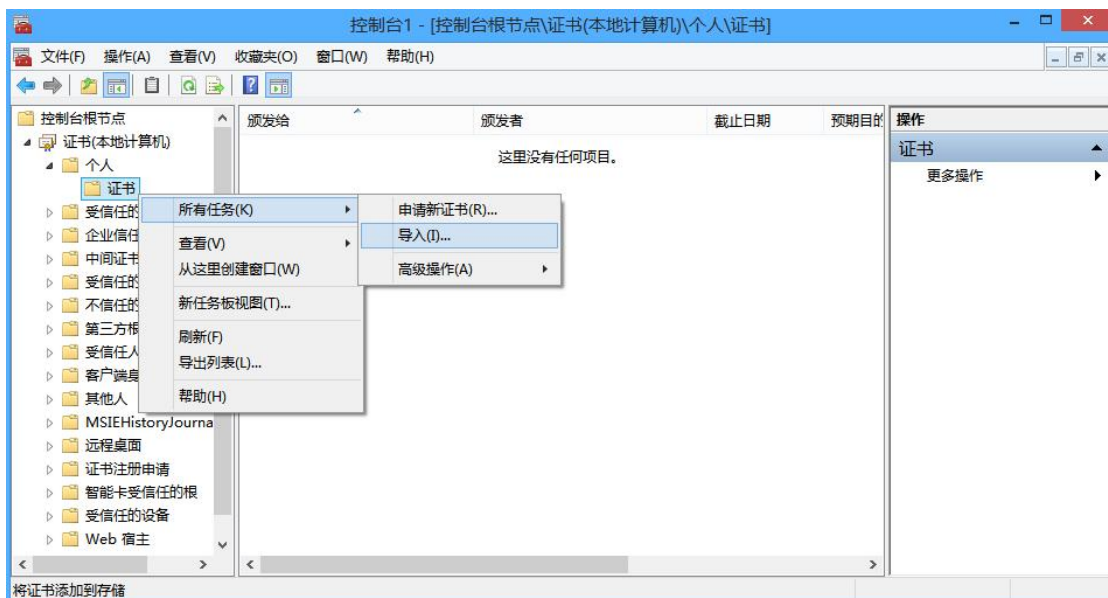 控制台1 - [控制台根节点\证书(本地计算机)\个人\证书]
文件(F) 操作(A) 查看(V) 收藏夹(O) 窗口(W) 帮助(H)
控制台根节点
证书(本地计算机)
个人
证书
受信任的
企业信任
中间证书
受信任的
不信任的
第三方根
受信任人
客户端身
其他人
MSIEHistoryJourna
远程桌面
证书注册申请
智能卡受信任的根
受信任的设备
Web 宿主
颁发给 颁发者 截止日期 预期目的
这里没有任何项目。
所有任务(K)
查看(V)
从这里创建窗口(W)
新任务板视图(T)...
刷新(F)
导出列表(L)...
帮助(H)
申请新证书(R)...
导入(I)...
高级操作(A)
操作
证书
更多操作
将证书添加到存储